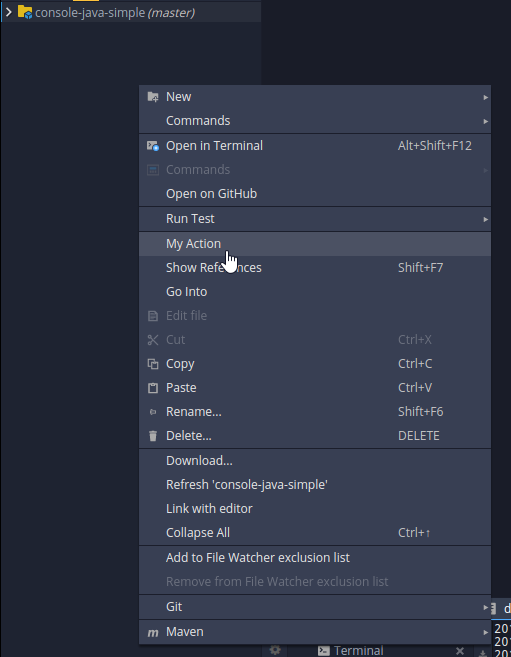 console-java-simple (master)
New
Commands
Open in Terminal Alt+Shift+F12
Commands
Open on GitHub
Run Test
My Action
Show References Shift+F7
Go Into
Edit file
Cut Ctrl+X
Copy Ctrl+C
Paste Ctrl+V
Rename... Shift+F6
Delete... DELETE
Download...
Refresh 'console-java-simple'
Link with editor
Collapse All Ctrl+↑
Add to File Watcher exclusion list
Remove from File Watcher exclusion list
Git
d
Maven
201
201
Terminal
201